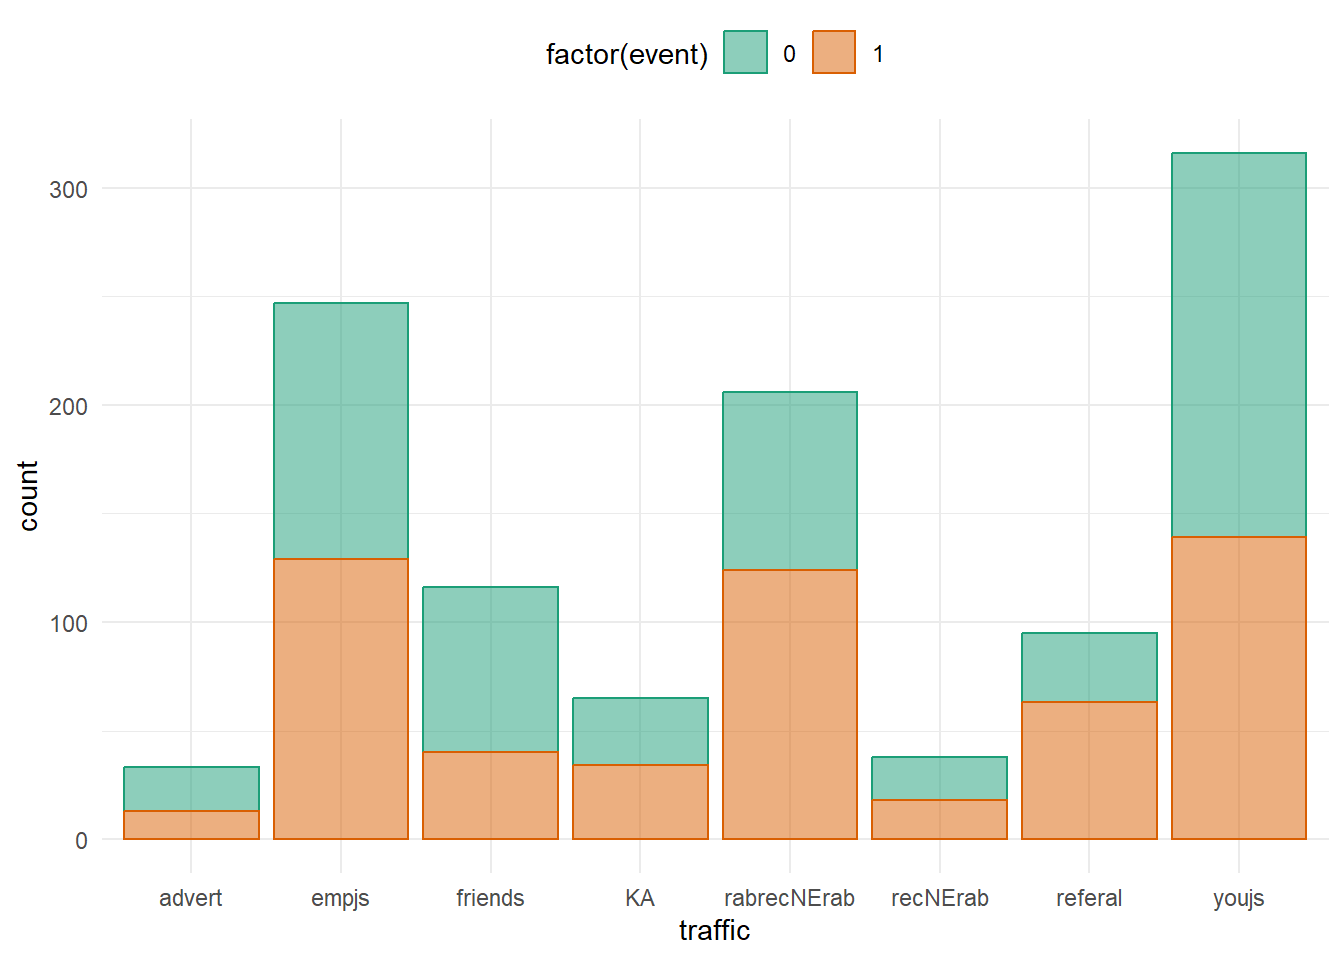 factor(event) 0 1
300
200
100
0
count
advert empjs friends KA rabrecNErab recNErab referal youjs
traffic